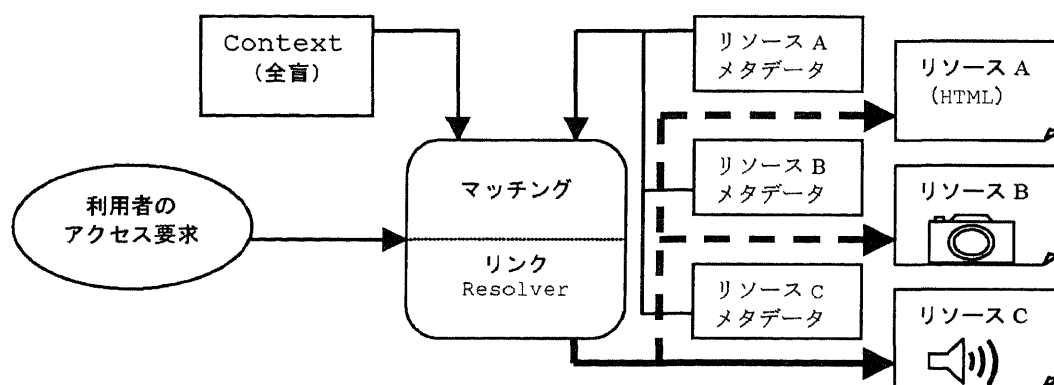 Context
(全盲)
リソース A
メタデータ
リソース A
(HTML)
マッチング
リソース B
メタデータ
リソース B
利用者の
アクセス要求
リンク
Resolver
リソース C
メタデータ
リソース C